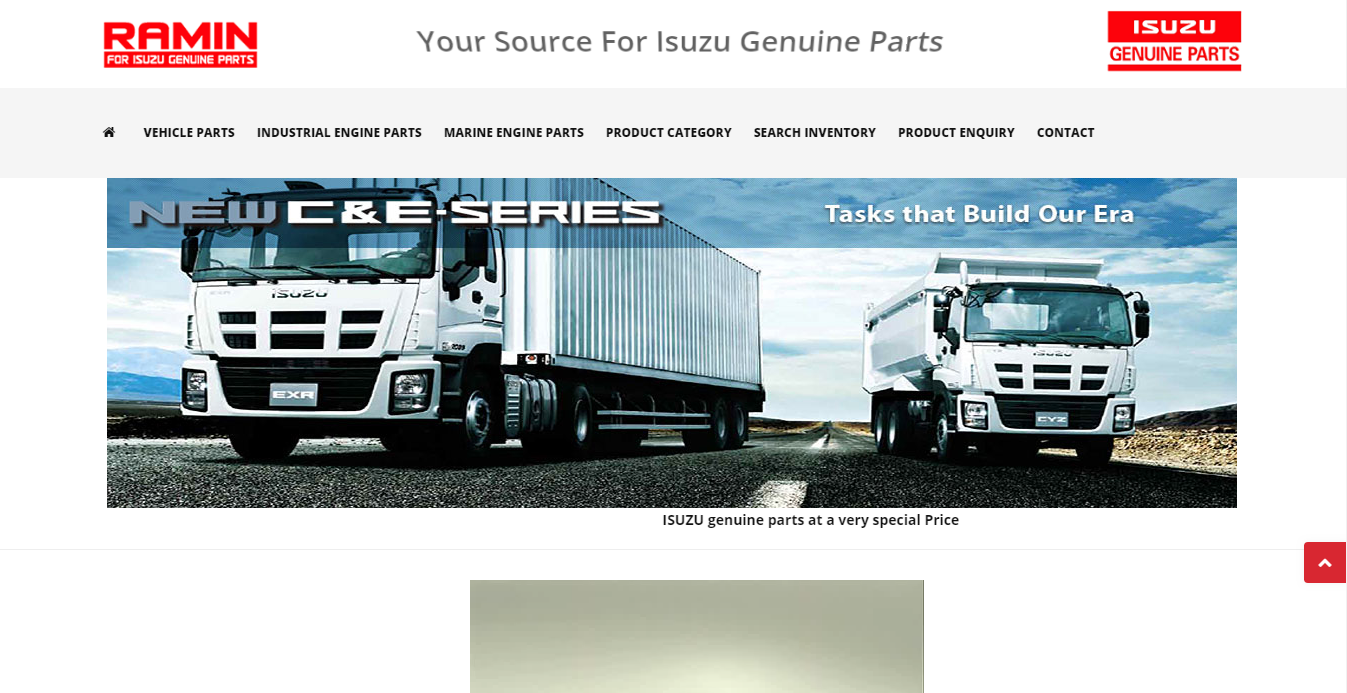 RAMIN
FOR ISUZU GENUINE PARTS
Your Source For Isuzu Genuine Parts
ISUZU
GENUINE PARTS
VEHICLE PARTS INDUSTRIAL ENGINE PARTS MARINE ENGINE PARTS PRODUCT CATEGORY SEARCH INVENTORY PRODUCT ENQUIRY CONTACT
NEW C&E-SERIES
Tasks that Build Our Era
ISUZU
EXR
ISUZU
CYZ
ISUZU genuine parts at a very special Price